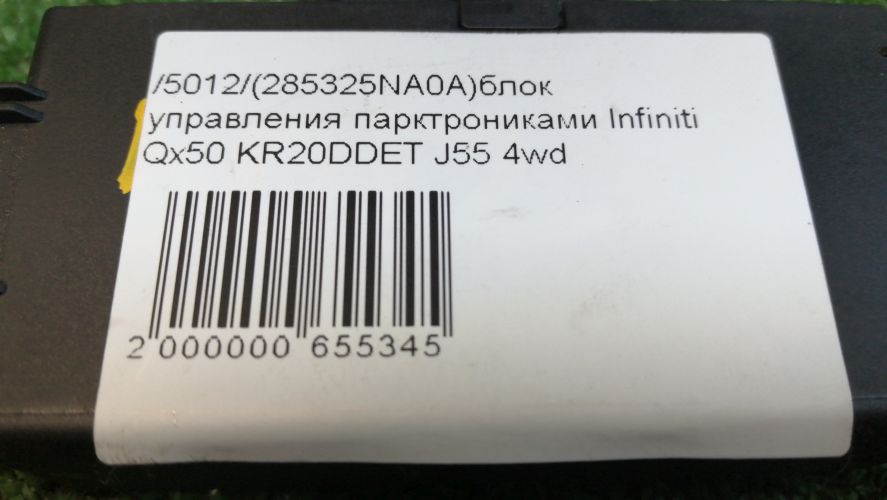 /5012/(285325NA0A)блок
управления парктрониками Infiniti
Qx50 KR20DDET J55 4wd
2 000000 655345